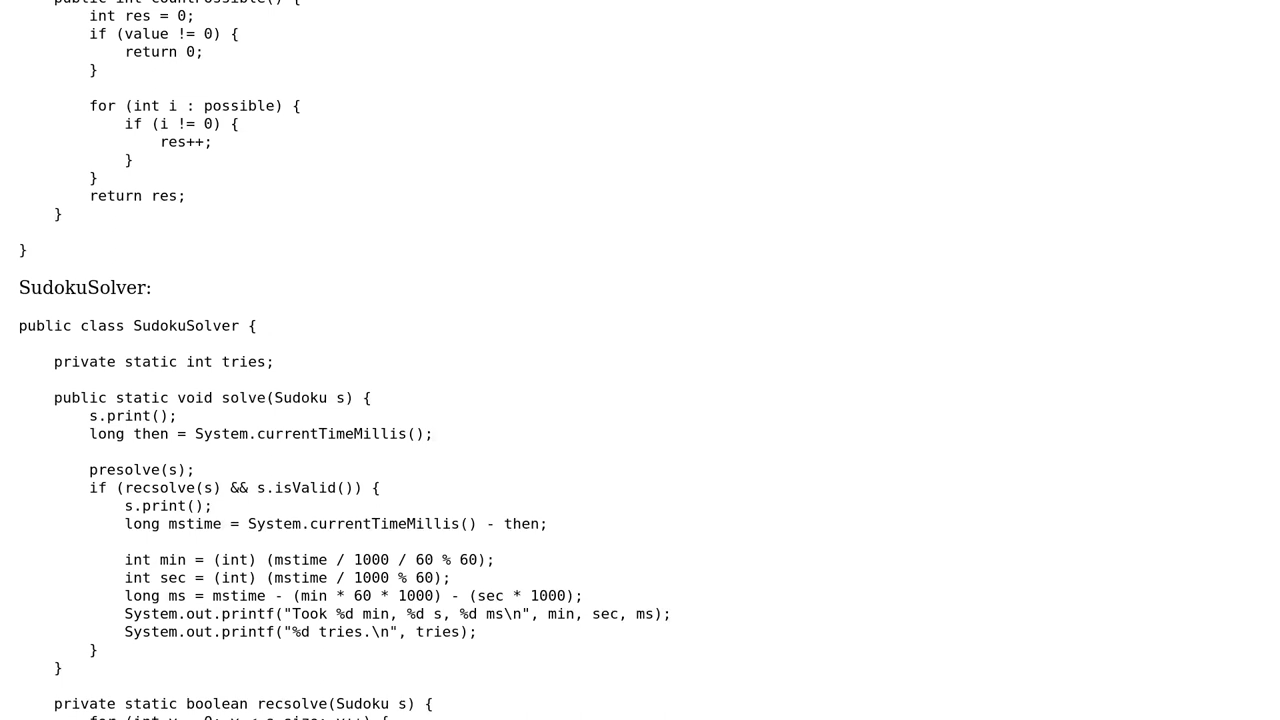 public int countPossible() {
        int res = 0;
        if (value != 0) {
            return 0;
        }

        for (int i : possible) {
            if (i != 0) {
                res++;
            }
        }
        return res;
    }

}
SudokuSolver:
public class SudokuSolver {

    private static int tries;

    public static void solve(Sudoku s) {
        s.print();
        long then = System.currentTimeMillis();

        presolve(s);
        if (recsolve(s) && s.isValid()) {
            s.print();
            long mstime = System.currentTimeMillis() - then;

            int min = (int) (mstime / 1000 / 60 % 60);
            int sec = (int) (mstime / 1000 % 60);
            long ms = mstime - (min * 60 * 1000) - (sec * 1000);
            System.out.printf("Took %d min, %d s, %d ms\n", min, sec, ms);
            System.out.printf("%d tries.\n", tries);
        }
    }

    private static boolean recsolve(Sudoku s) {